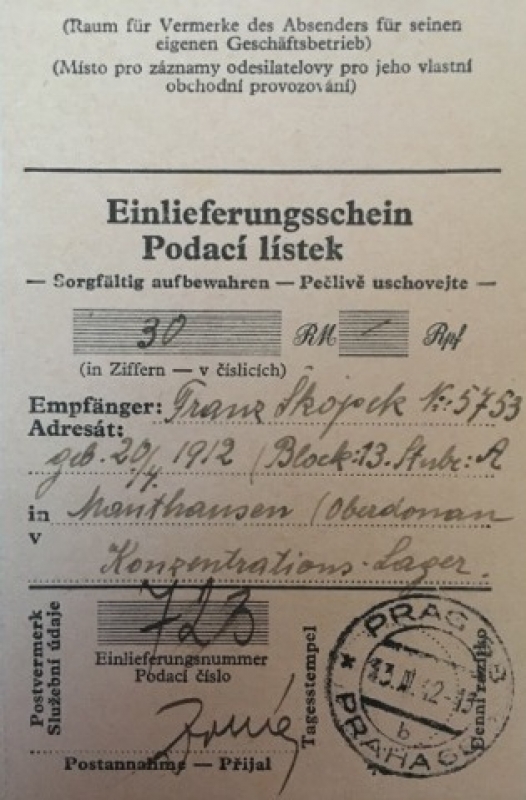 (Raum für Vermerke des Absenders für seinen
eigenen Geschäftsbetrieb)
(Místo pro záznamy odesilatelovy pro jeho vlastní
obchodní provozování)
Einlieferungsschein
Podací lístek
— Sorgfältig aufbewahren — Pečlivě uschovejte —
30 RM — Rpf
(in Ziffern — v číslicích)
Empfänger: Franz Skopek Nr: 5753
Adresát:
geb. 20/4 1912 / Block: 13. Stube: A
in Mauthausen / Oberdonau
v
Konzentrations-Lager.
Postvermerk
Služební údaje
723
Einlieferungsnummer
Podací číslo
Postannahme — Přijal
Tagesstempel
Denní razítko
PRAG
b
PRAHA